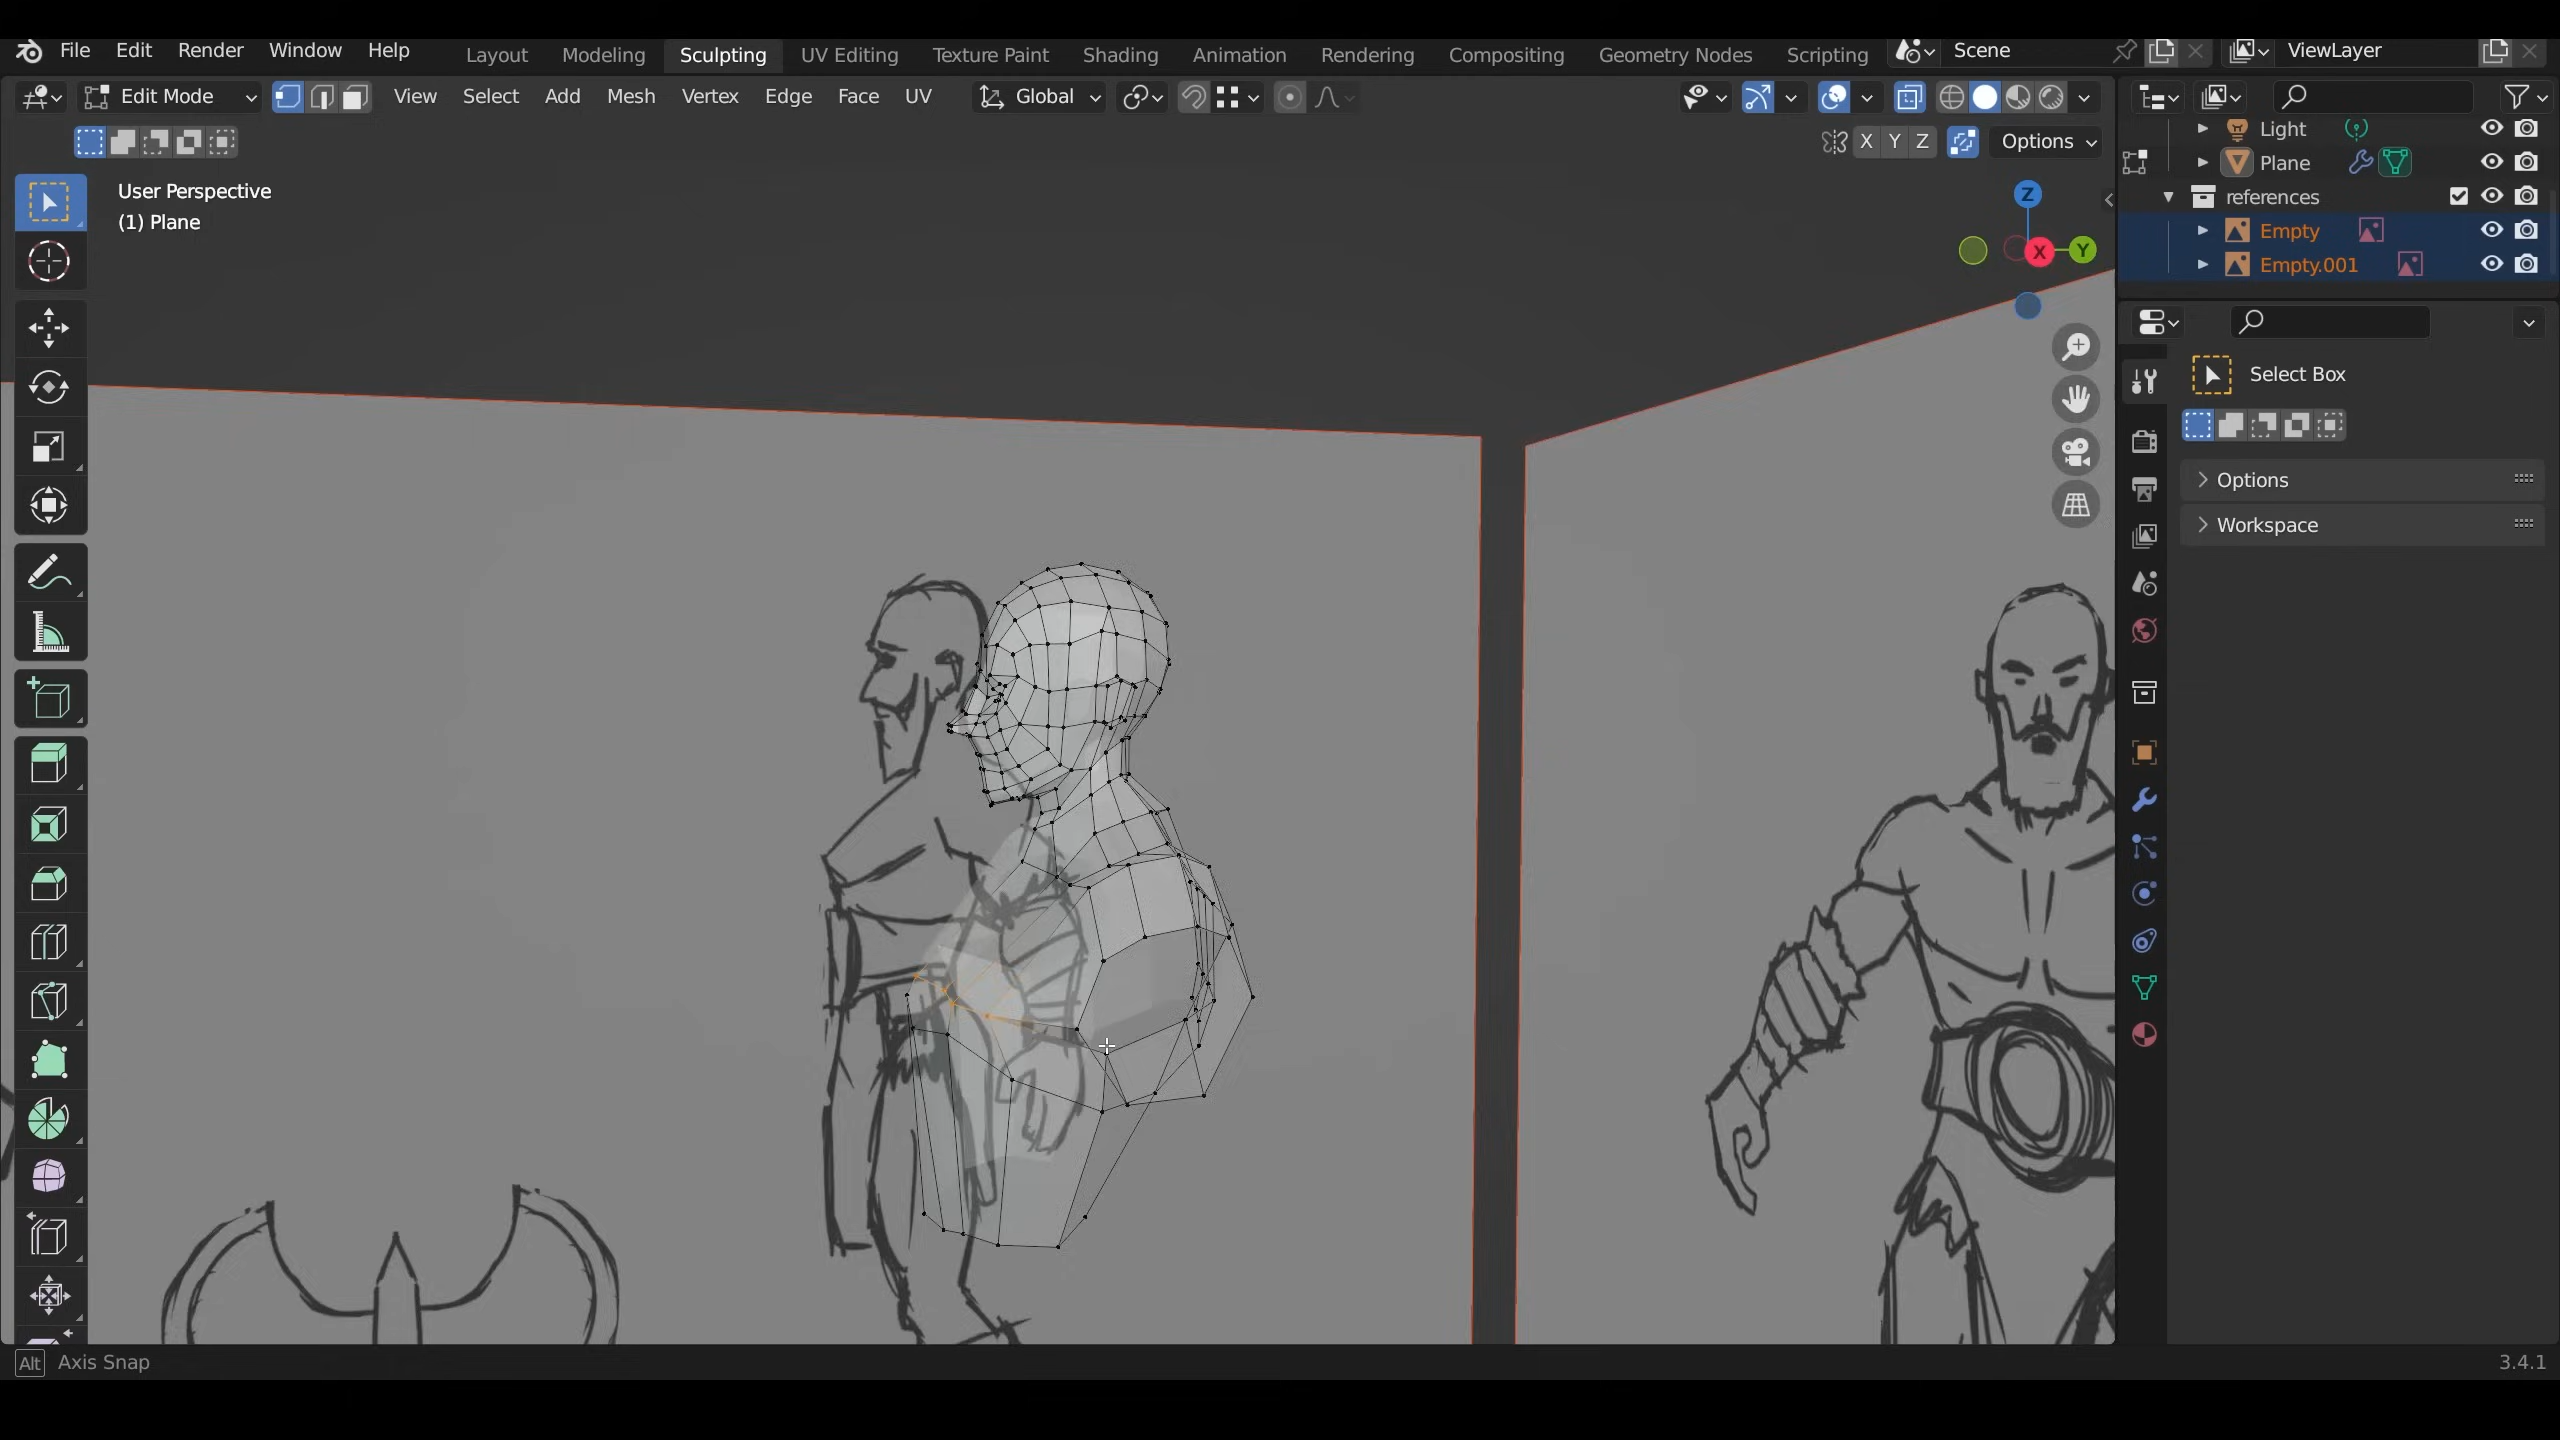 File Edit Render Window Help Layout Modeling Sculpting UV Editing Texture Paint Shading Animation Rendering Compositing Geometry Nodes Scripting Scene ViewLayer
Edit Mode View Select Add Mesh Vertex Edge Face UV Global
X Y Z Options
User Perspective
(1) Plane
Z
X
Y
Light
Plane
references
Empty
Empty.001
Select Box
Options
Workspace
Alt Axis Snap
3.4.1